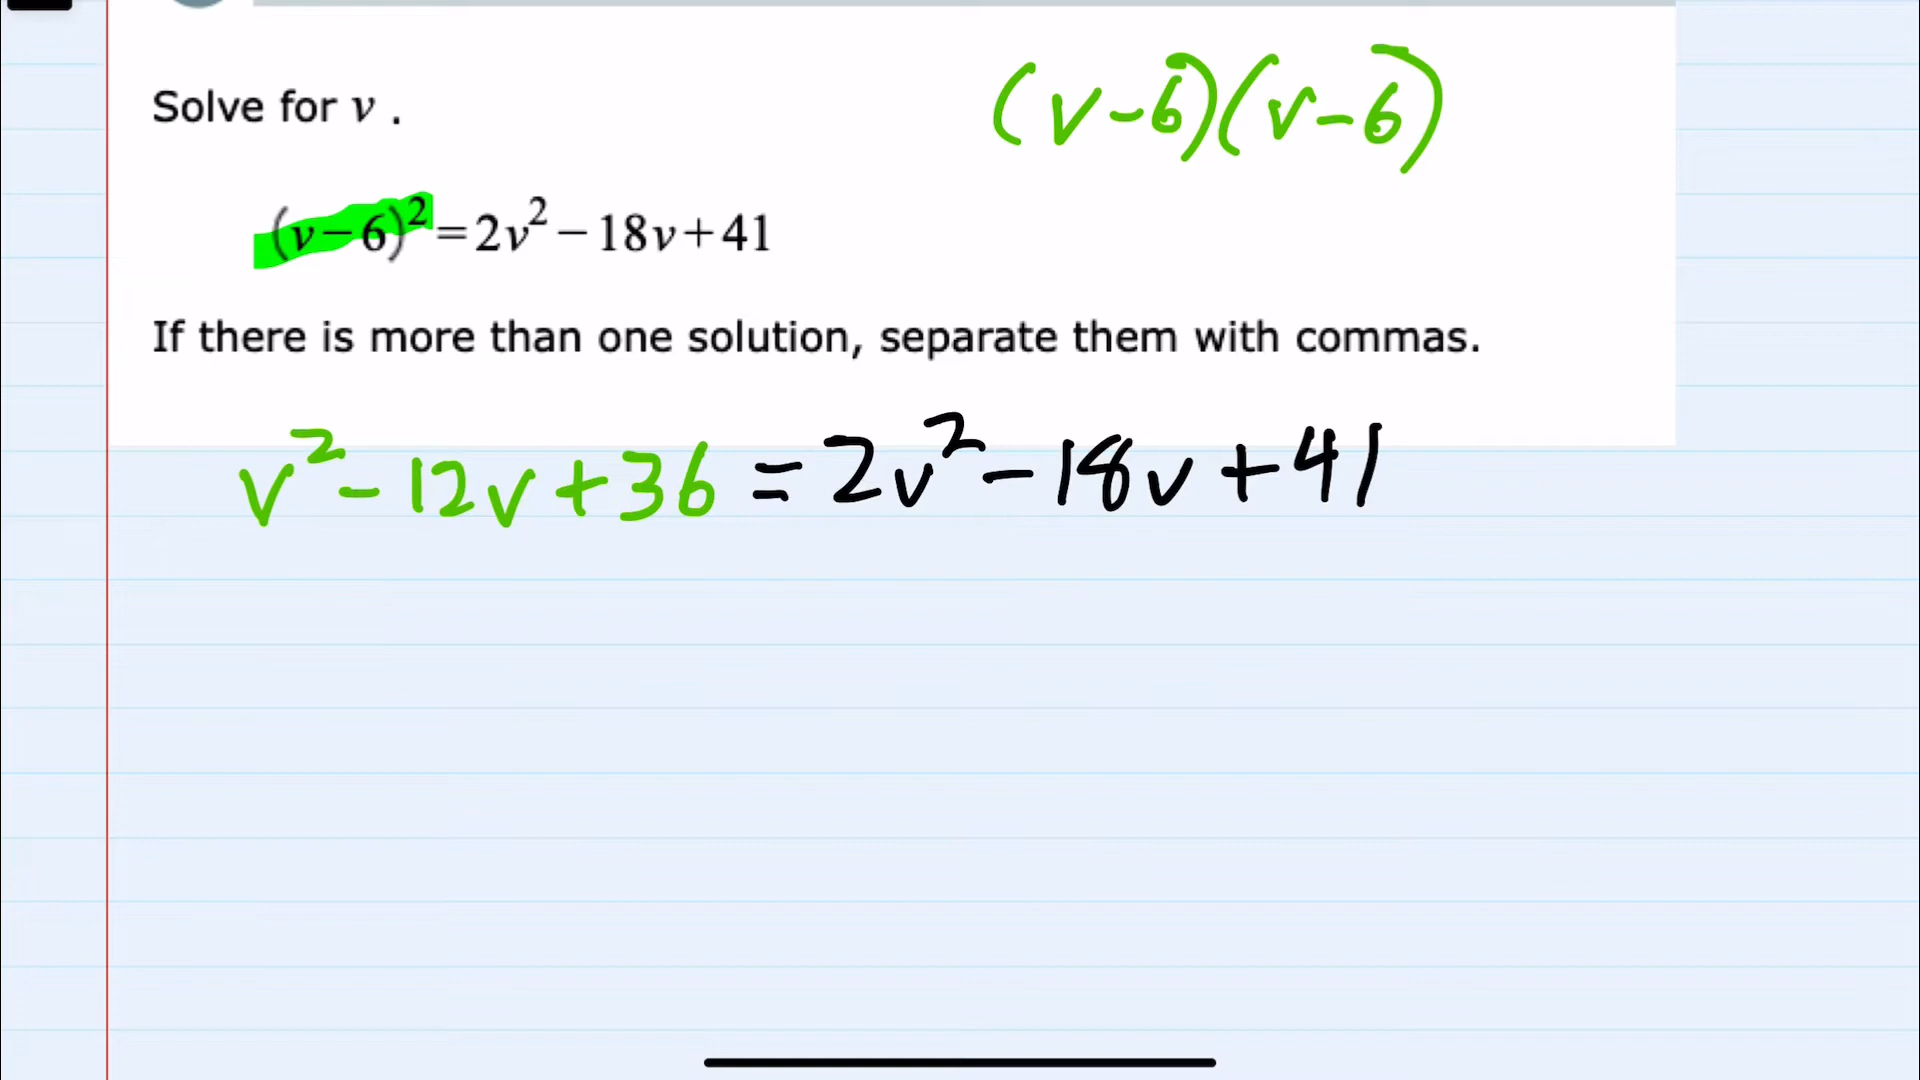 Solve for v .
(v-6)(v-6)
(v−6)²=2v²−18v+41
If there is more than one solution, separate them with commas.
v²-12v+36 = 2v²-18v+41